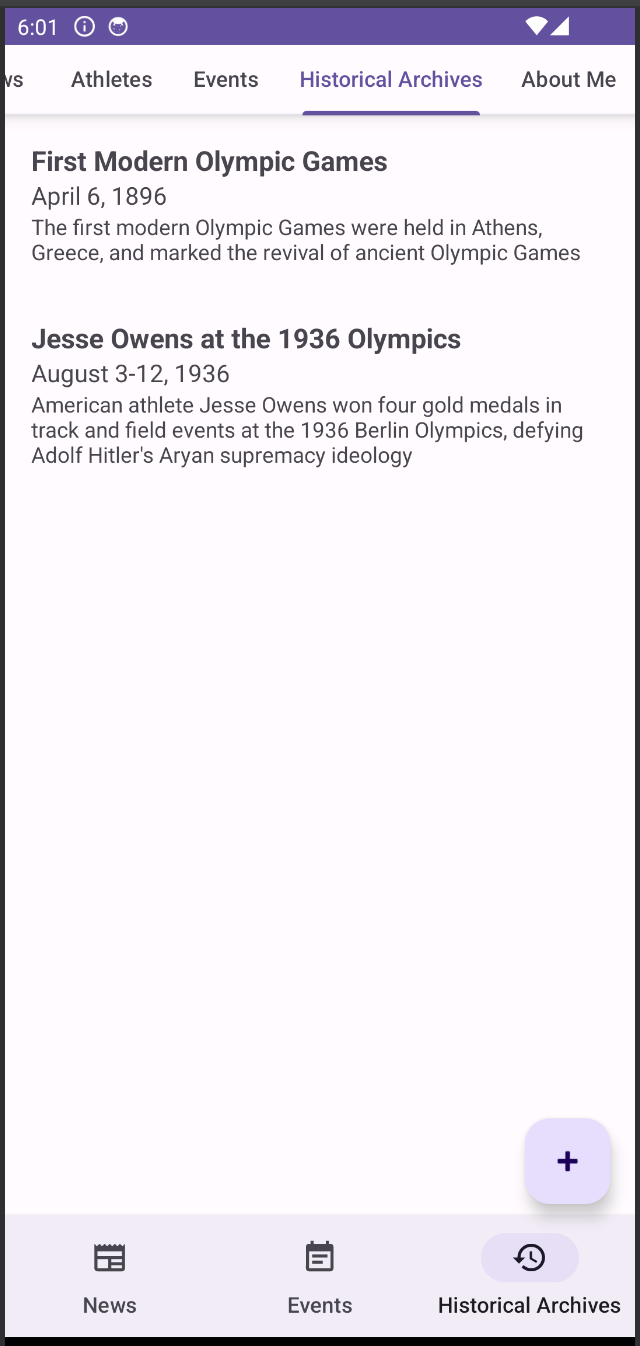 6:01
ws Athletes Events Historical Archives About Me
First Modern Olympic Games
April 6, 1896
The first modern Olympic Games were held in Athens,
Greece, and marked the revival of ancient Olympic Games
Jesse Owens at the 1936 Olympics
August 3-12, 1936
American athlete Jesse Owens won four gold medals in
track and field events at the 1936 Berlin Olympics, defying
Adolf Hitler's Aryan supremacy ideology
+
News Events Historical Archives